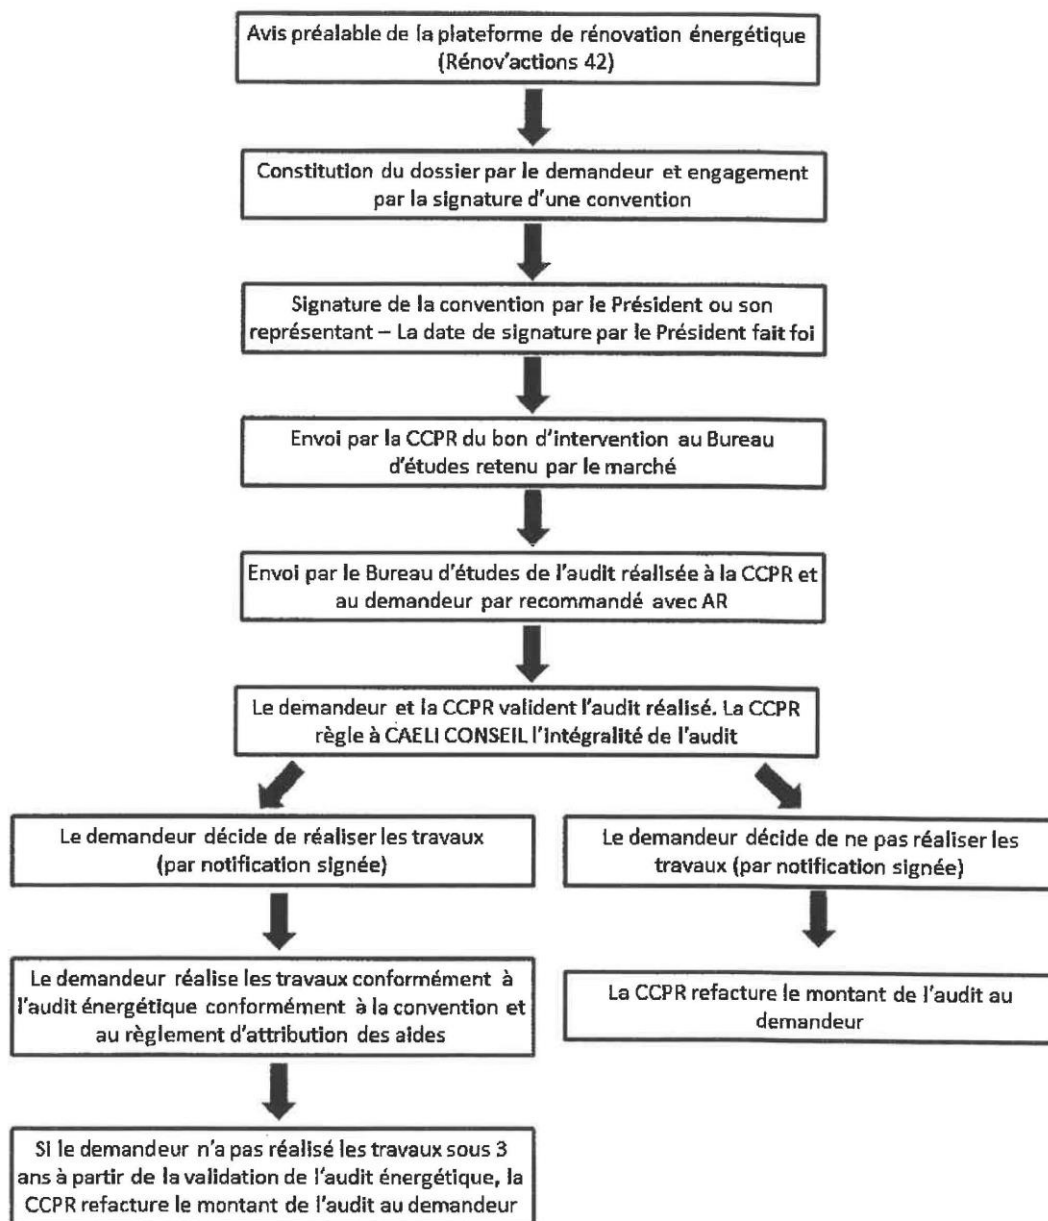 Avis préalable de la plateforme de rénovation énergétique
(Rénov'actions 42)
Constitution du dossier par le demandeur et engagement
par la signature d'une convention
Signature de la convention par le Président ou son
représentant – La date de signature par le Président fait foi
Envoi par la CCPR du bon d'intervention au Bureau
d'études retenu par le marché
Envoi par le Bureau d'études de l'audit réalisée à la CCPR et
au demandeur par recommandé avec AR
Le demandeur et la CCPR valident l'audit réalisé. La CCPR
règle à CAELI CONSEIL l'intégralité de l'audit
Le demandeur décide de réaliser les travaux
(par notification signée)
Le demandeur décide de ne pas réaliser les
travaux (par notification signée)
Le demandeur réalise les travaux conformément à
l'audit énergétique conformément à la convention et
au règlement d'attribution des aides
La CCPR refacture le montant de l'audit au
demandeur
Si le demandeur n'a pas réalisé les travaux sous 3
ans à partir de la validation de l'audit énergétique, la
CCPR refacture le montant de l'audit au demandeur